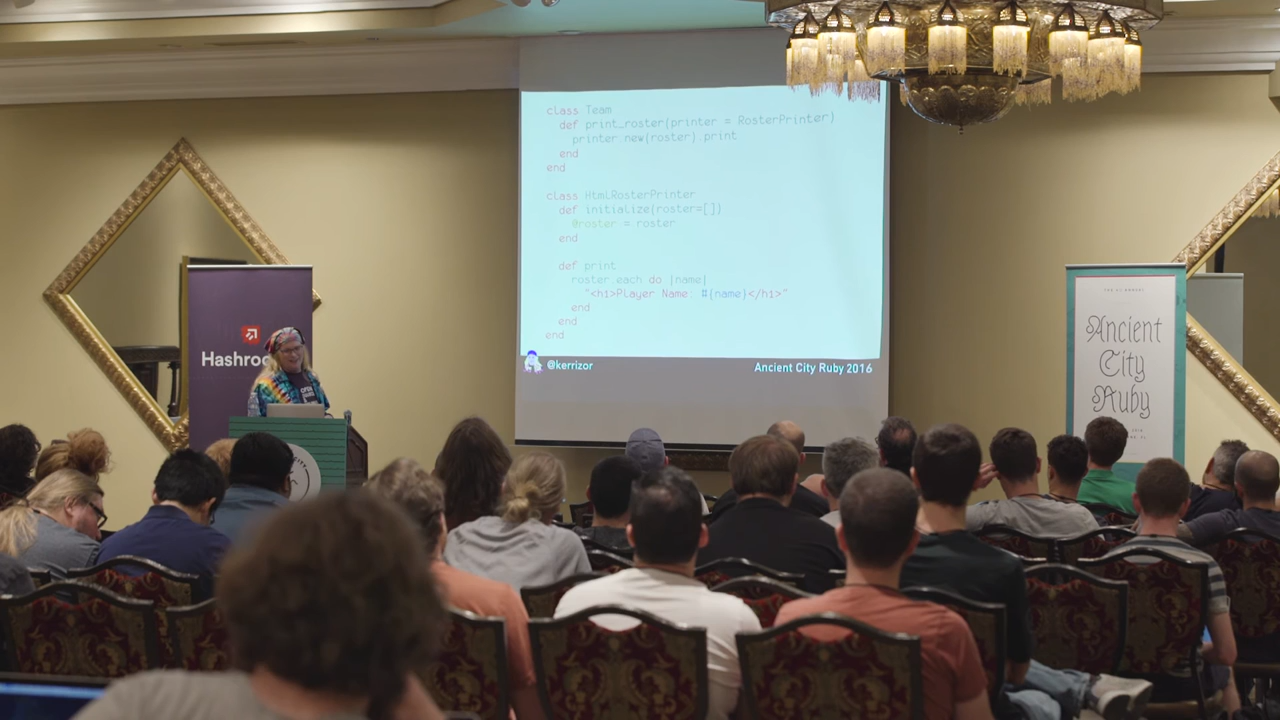 class Team
def print_roster(printer = RosterPrinter)
printer.new(roster).print
end
end
class HtmlRosterPrinter
def initialize(roster=[])
@roster = roster
end
def print
roster.each do |name|
"<h1>Player Name: #{name}</h1>"
end
end
end
@kerrizor
Ancient City Ruby 2016
Hashro
Ancient
City
Ruby